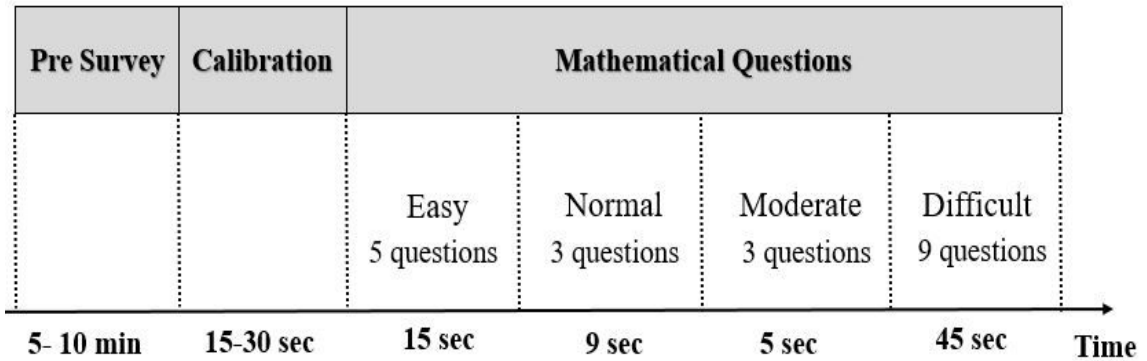 Pre Survey Calibration Mathematical Questions
Easy Normal Moderate Difficult
5 questions 3 questions 3 questions 9 questions
5- 10 min 15-30 sec 15 sec 9 sec 5 sec 45 sec Time